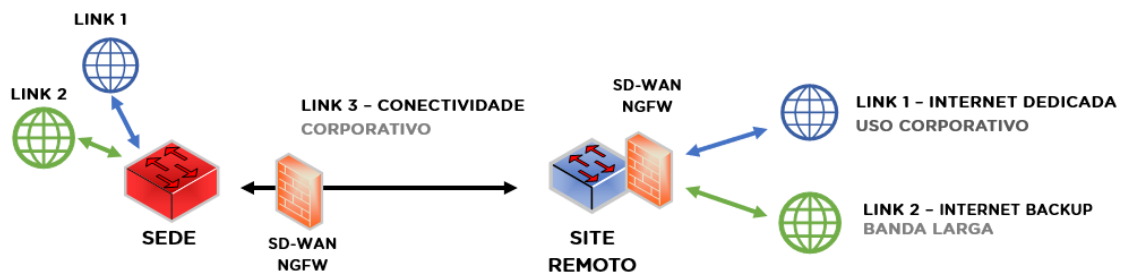 LINK 1
LINK 2
SEDE
LINK 3 – CONECTIVIDADE
CORPORATIVO
SD-WAN
NGFW
SD-WAN
NGFW
SITE
REMOTO
LINK 1 – INTERNET DEDICADA
USO CORPORATIVO
LINK 2 – INTERNET BACKUP
BANDA LARGA